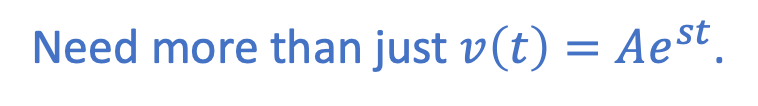 Need more than just v(t) = Ae^{st}.